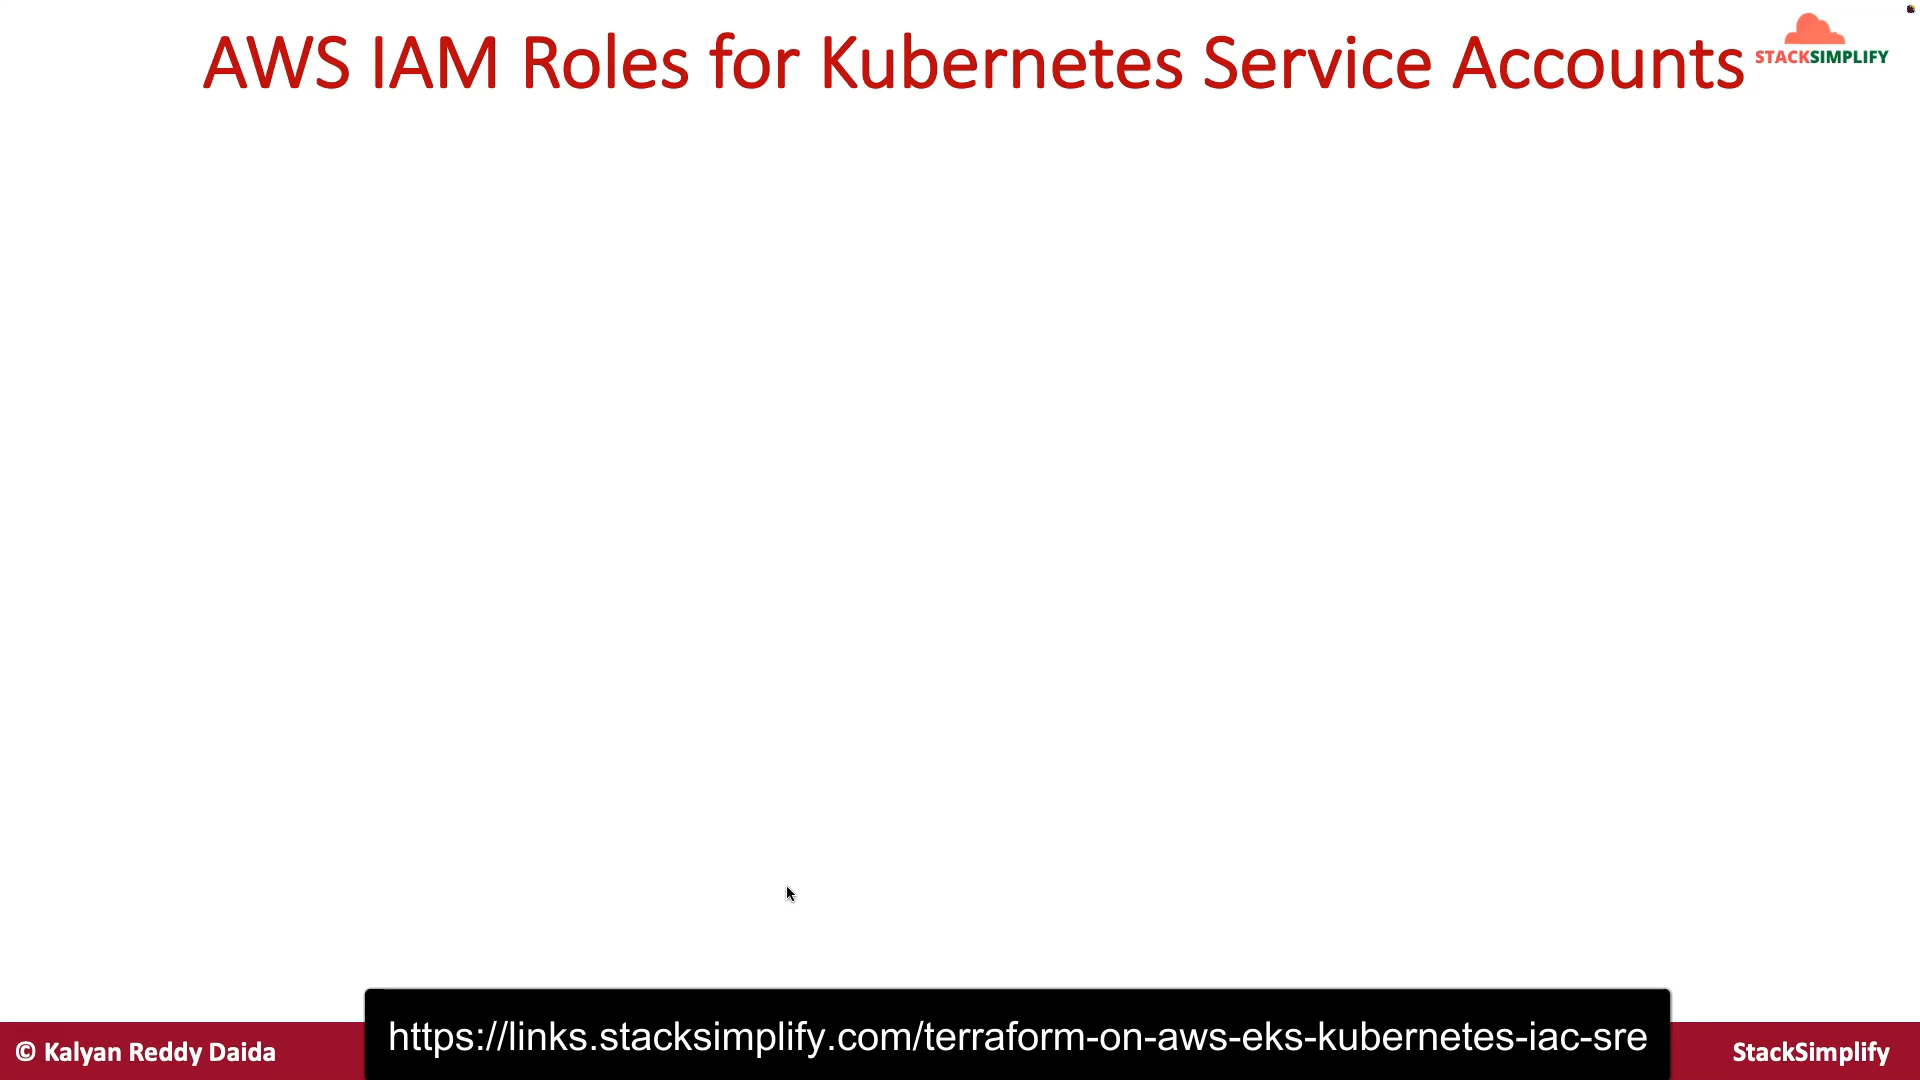 AWS IAM Roles for Kubernetes Service Accounts
STACKSIMPLIFY
https://links.stacksimplify.com/terraform-on-aws-eks-kubernetes-iac-sre
© Kalyan Reddy Daida
StackSimplify